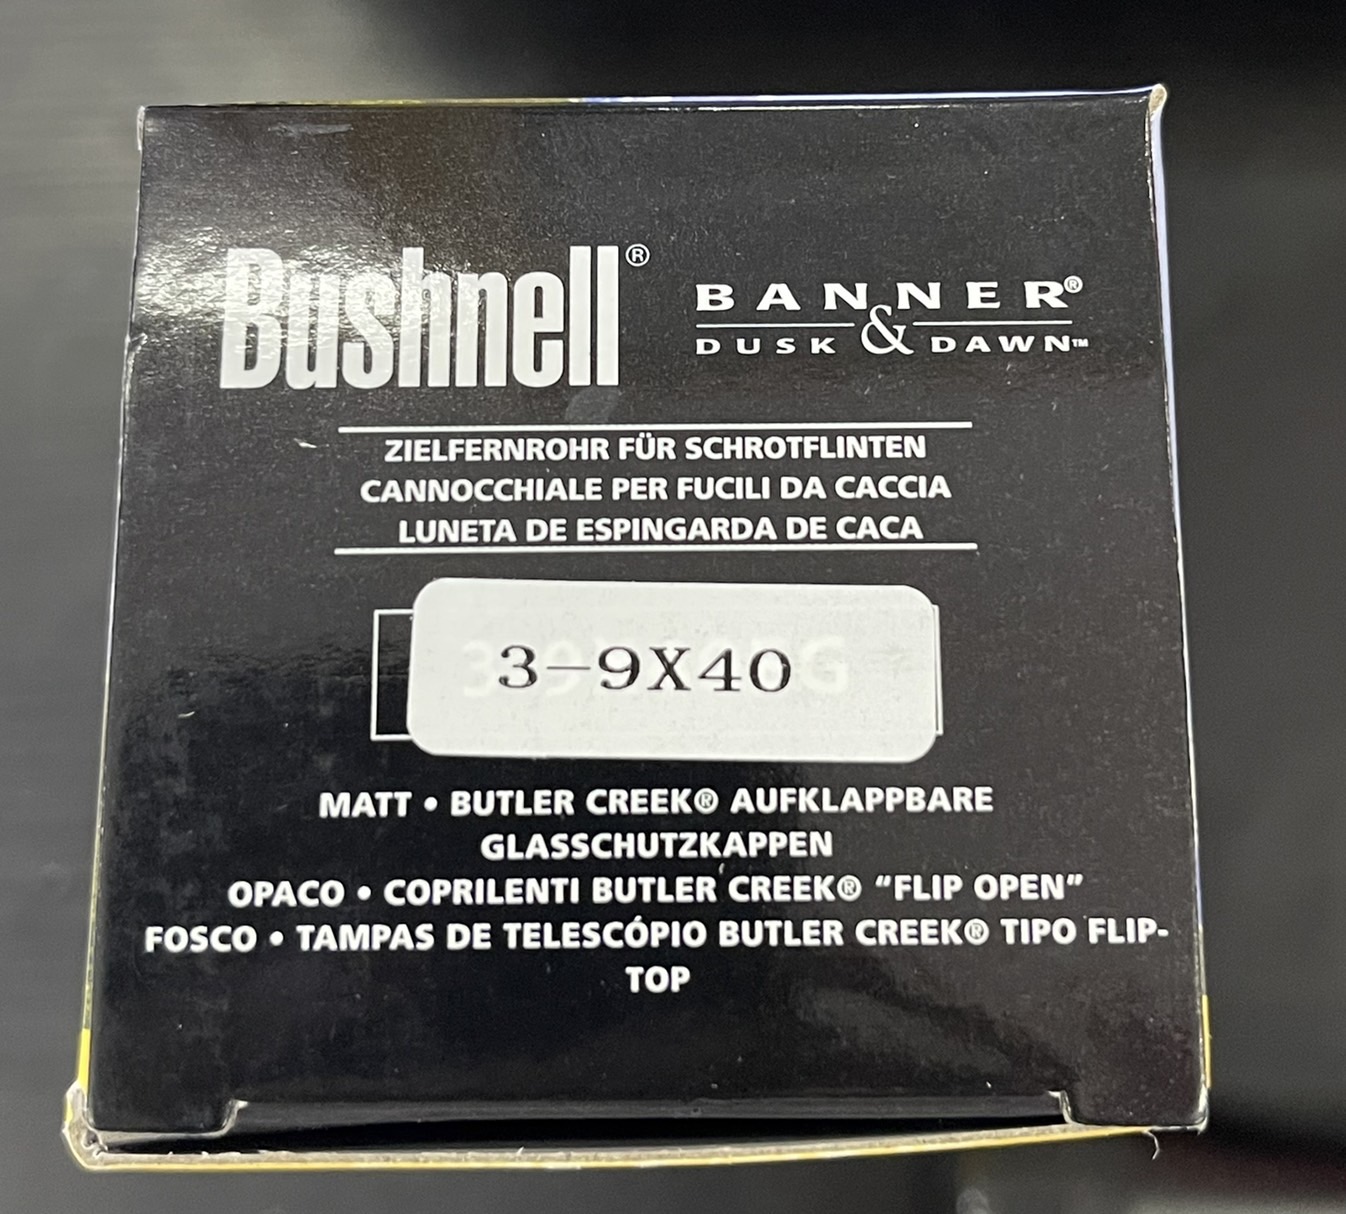 Bushnell®
BANNER®
DUSK & DAWN™
ZIELFERNROHR FÜR SCHROTFLINTEN
CANNOCCHIALE PER FUCILI DA CACCIA
LUNETA DE ESPINGARDA DE CACA
3-9X40
MATT • BUTLER CREEK® AUFKLAPPBARE
GLASSCHUTZKAPPEN
OPACO • COPRILENTI BUTLER CREEK® “FLIP OPEN”
FOSCO • TAMPAS DE TELESCÓPIO BUTLER CREEK® TIPO FLIP-
TOP